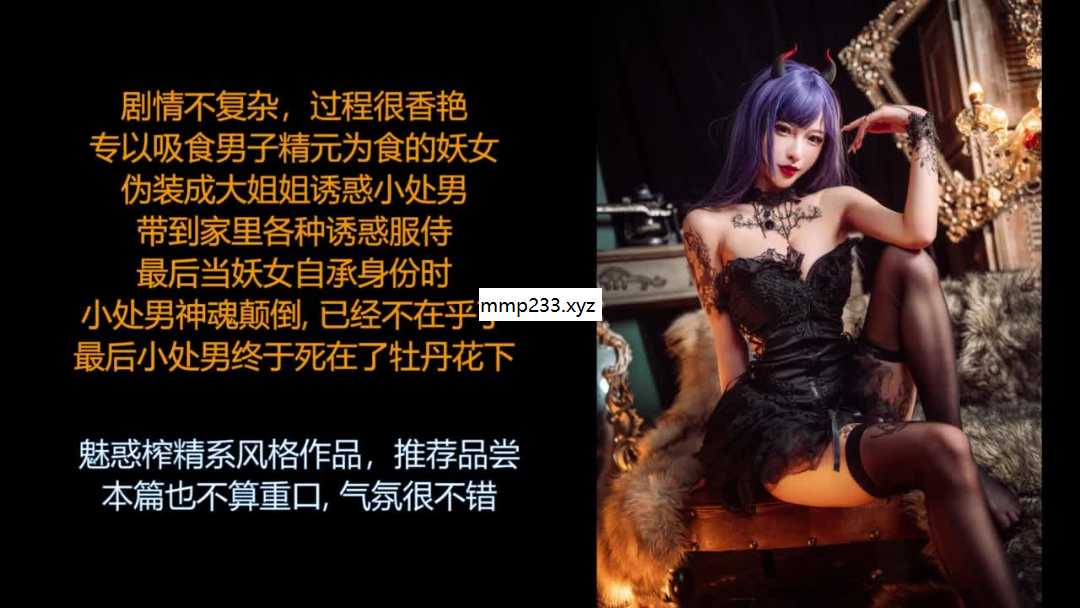 剧情不复杂，过程很香艳
专以吸食男子精元为食的妖女
伪装成大姐姐诱惑小处男
带到家里各种诱惑服侍
最后当妖女自承身份时
小处男神魂颠倒, 已经不在乎了
mmp233.xyz
最后小处男终于死在了牡丹花下
魅惑榨精系风格作品，推荐品尝
本篇也不算重口, 气氛很不错